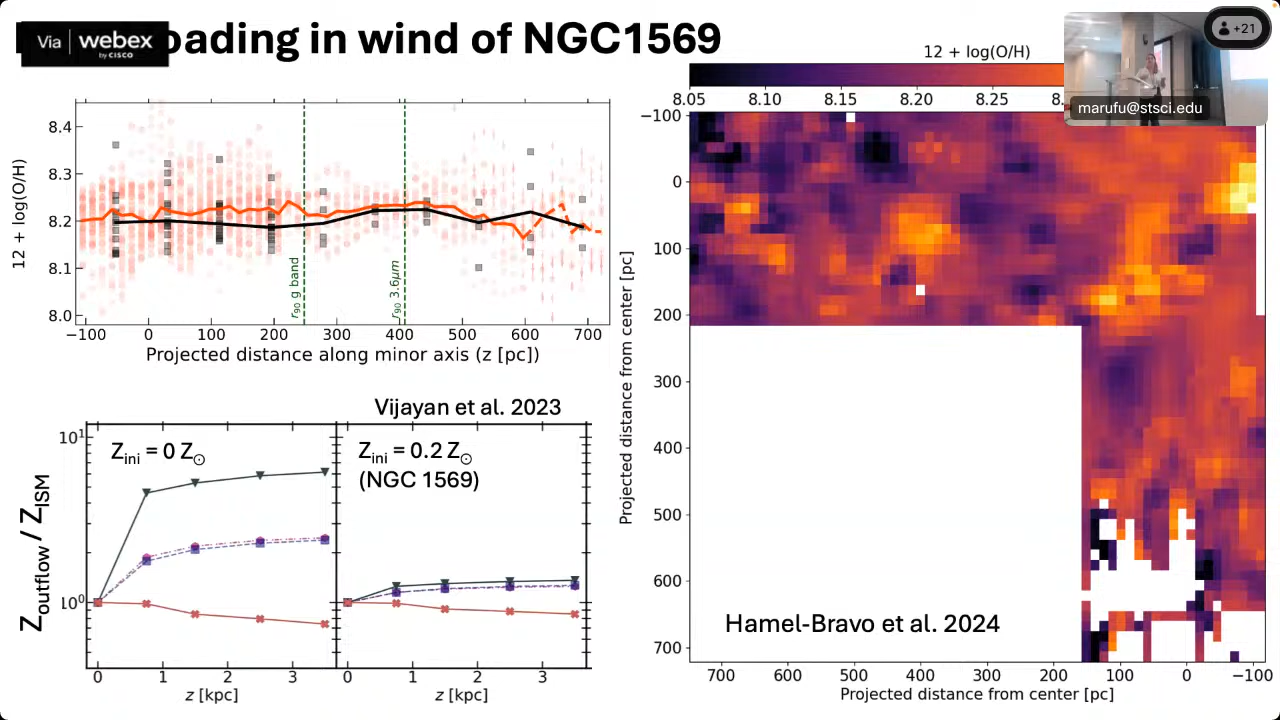 Via webex
by CISCO
oading in wind of NGC1569
+21
marufu@stsci.edu
12 + log(O/H)
8.05 8.10 8.15 8.20 8.25 8.
8.4
8.3
8.2
8.1
8.0
12 + log(O/H)
r90 g band
r90 3.6μm
−100 0 100 200 300 400 500 600 700
Projected distance along minor axis (z [pc])
Vijayan et al. 2023
Zini = 0 Z⊙
Zini = 0.2 Z⊙
(NGC 1569)
10¹
10⁰
Zoutflow / ZISM
0 1 2 3
0 1 2 3
z [kpc]
z [kpc]
−100
0
100
200
300
400
500
600
700
Projected distance from center [pc]
Hamel-Bravo et al. 2024
700 600 500 400 300 200 100 0 −100
Projected distance from center [pc]